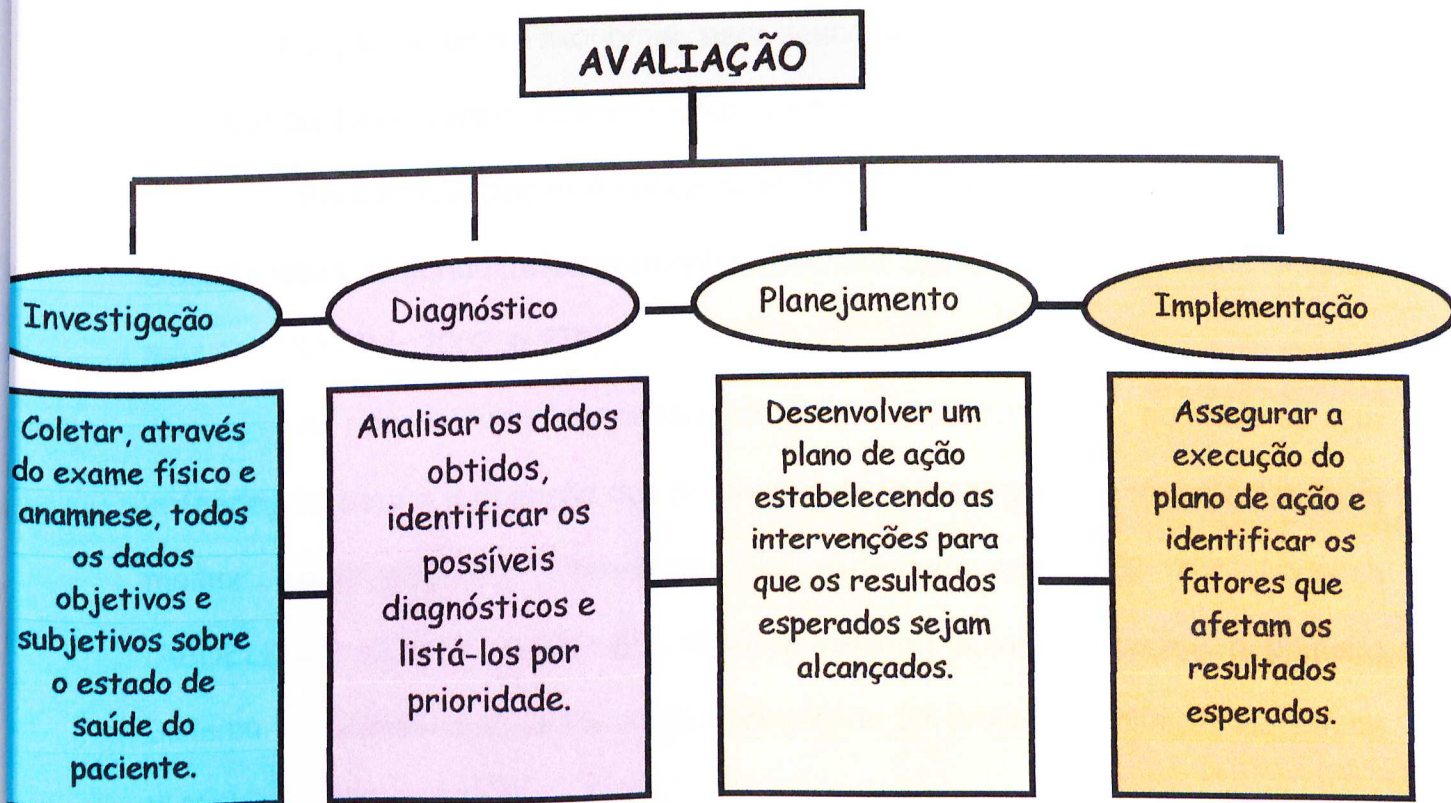 AVALIAÇÃO
Investigação
Diagnóstico
Planejamento
Implementação
Coletar, através
do exame físico e
anamnese, todos
os dados
objetivos e
subjetivos sobre
o estado de
saúde do
paciente.
Analisar os dados
obtidos,
identificar os
possíveis
diagnósticos e
listá-los por
prioridade.
Desenvolver um
plano de ação
estabelecendo as
intervenções para
que os resultados
esperados sejam
alcançados.
Assegurar a
execução do
plano de ação e
identificar os
fatores que
afetam os
resultados
esperados.